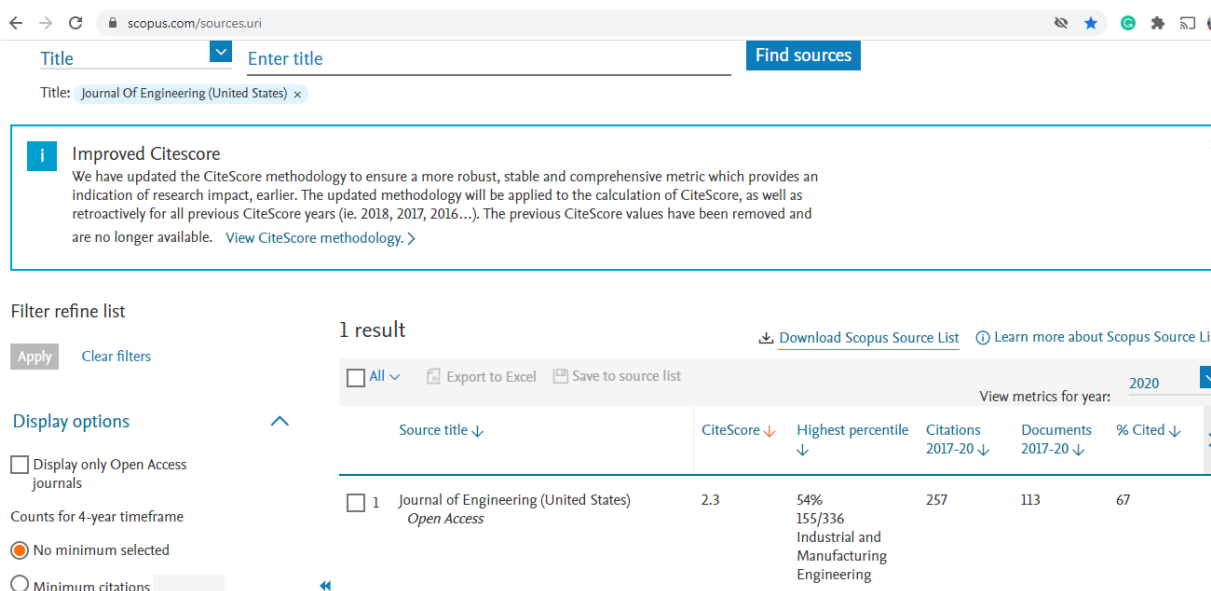 scopus.com/sources.uri
Title
Enter title
Find sources
Title: Journal Of Engineering (United States) ×
i
Improved Citescore
We have updated the CiteScore methodology to ensure a more robust, stable and comprehensive metric which provides an
indication of research impact, earlier. The updated methodology will be applied to the calculation of CiteScore, as well as
retroactively for all previous CiteScore years (ie. 2018, 2017, 2016...). The previous CiteScore values have been removed and
are no longer available. View CiteScore methodology. >
Filter refine list
Apply Clear filters
Display options
Display only Open Access
journals
Counts for 4-year timeframe
No minimum selected
Minimum citations
1 result
Download Scopus Source List
Learn more about Scopus Source
All
Export to Excel
Save to source list
View metrics for year:
2020
Source title
CiteScore
Highest percentile
Citations
2017-20
Documents
2017-20
% Cited
1
Journal of Engineering (United States)
Open Access
2.3
54%
155/336
Industrial and
Manufacturing
Engineering
257
113
67